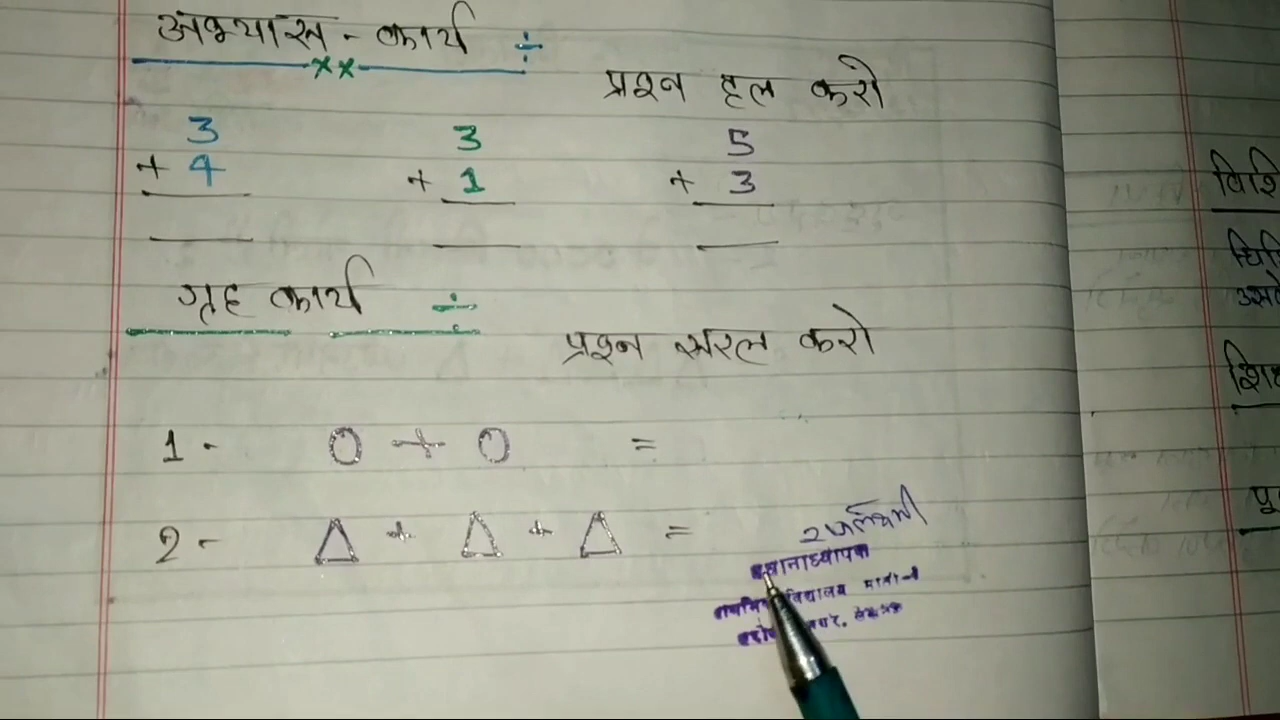 अभ्यास - कार्य ÷
××
प्रश्न हल करो
3 3 5
+ 4 + 1 + 3
गृह कार्य ÷
प्रश्न सरल करो
1- 0 + 0 =
2- Δ + Δ + Δ =
प्रधानाध्यापक
विद्यालय